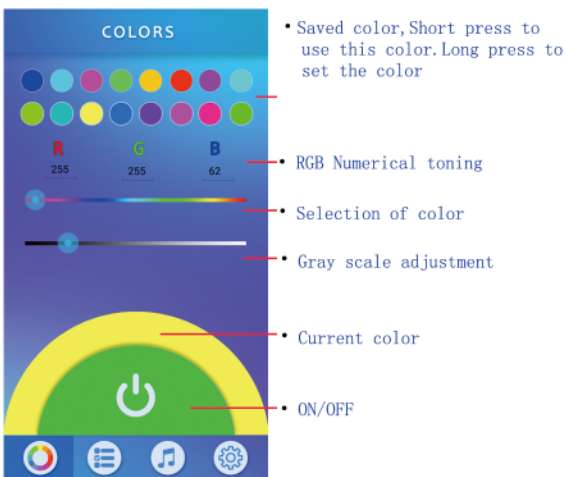 COLORS
R G B
255 255 62
• Saved color, Short press to
use this color. Long press to
set the color
• RGB Numerical toning
• Selection of color
• Gray scale adjustment
• Current color
• ON/OFF